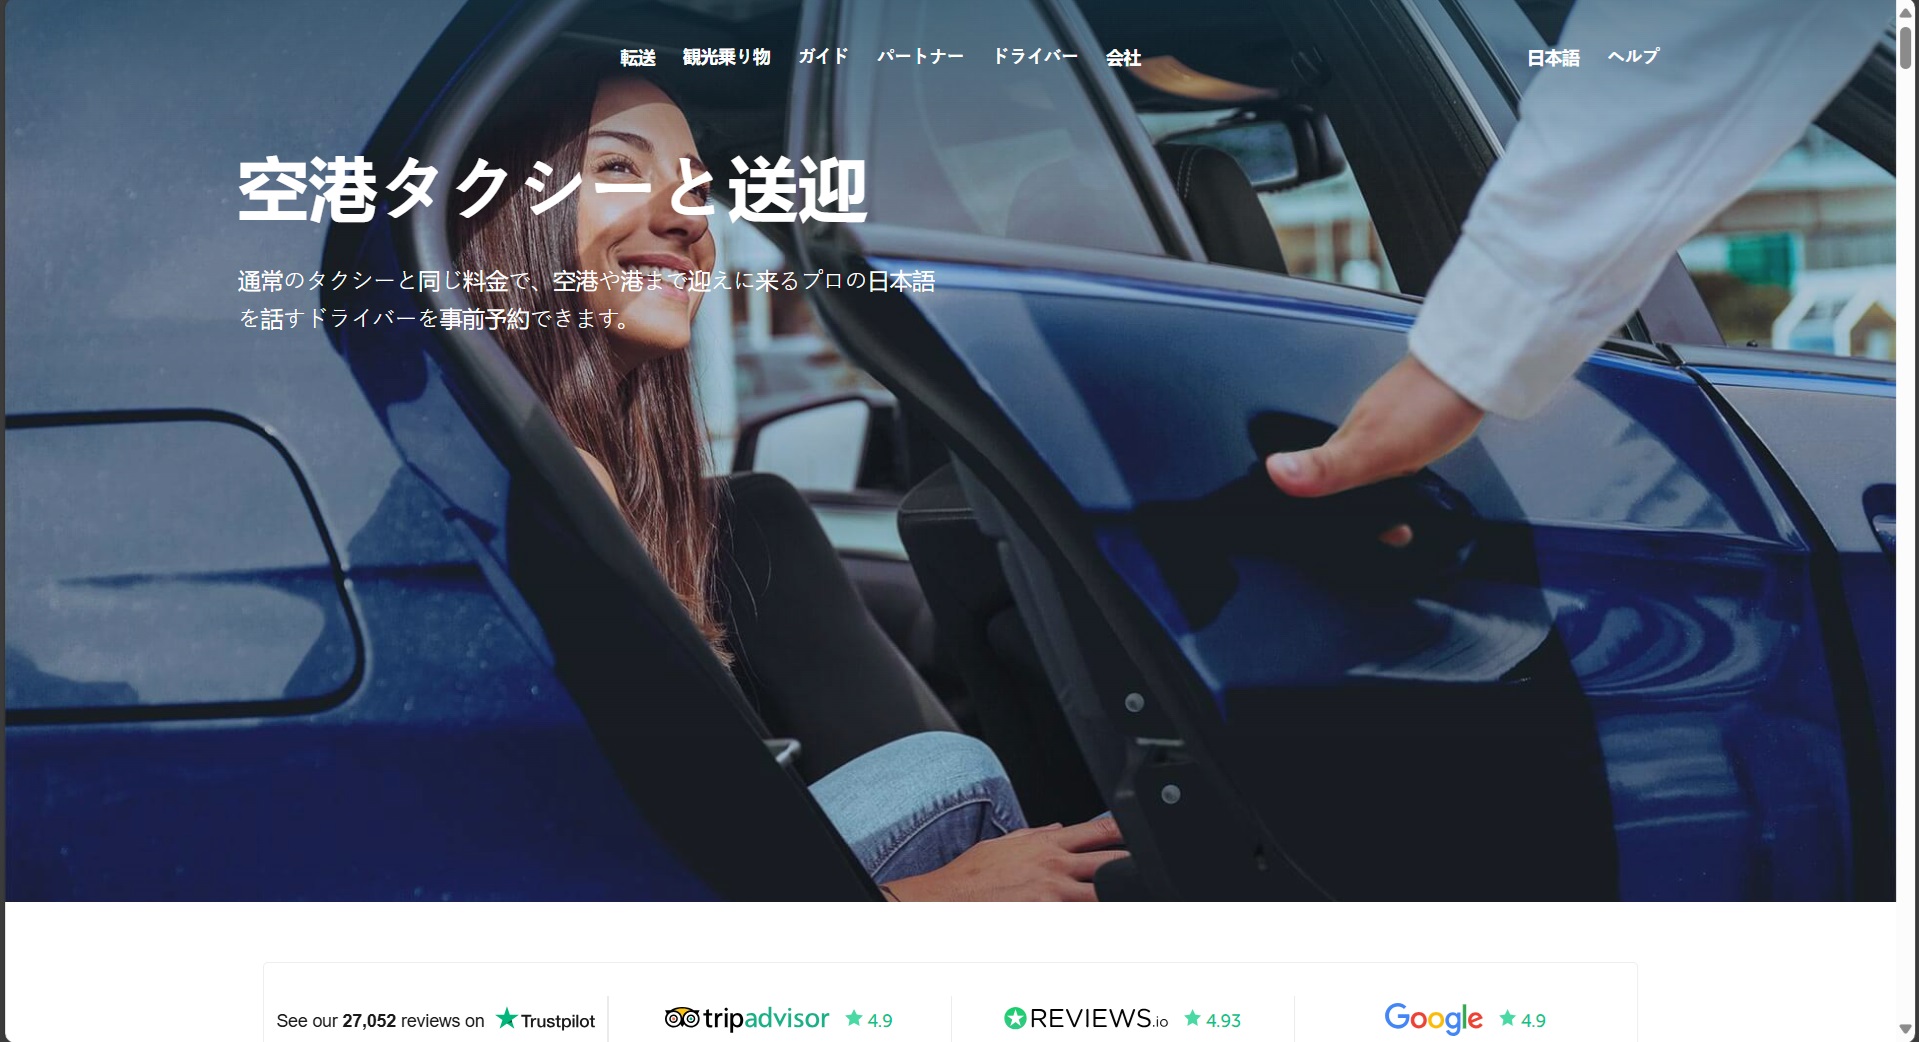 転送 観光乗り物 ガイド パートナー ドライバー 会社 日本語 ヘルプ
空港タクシーと送迎
通常のタクシーと同じ料金で、空港や港まで迎えに来るプロの日本語
を話すドライバーを事前予約できます。
See our 27,052 reviews on Trustpilot tripadvisor 4.9 REVIEWS.io 4.93 Google 4.9